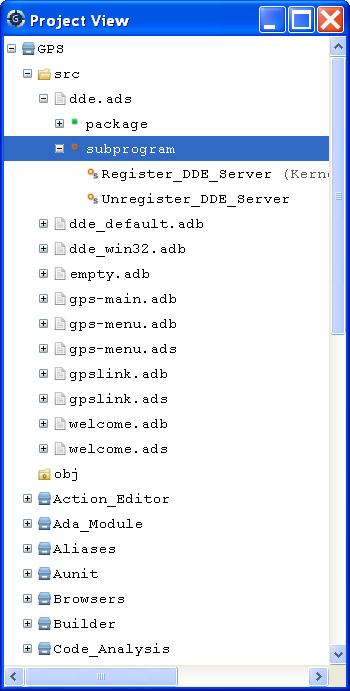 Project View
GPS
src
dde.ads
package
subprogram
Register_DDE_Server (Kern
Unregister_DDE_Server
dde_default.adb
dde_win32.adb
empty.adb
gps-main.adb
gps-menu.adb
gps-menu.ads
gpslink.adb
gpslink.ads
welcome.adb
welcome.ads
obj
Action_Editor
Ada_Module
Aliases
Aunit
Browsers
Builder
Code_Analysis